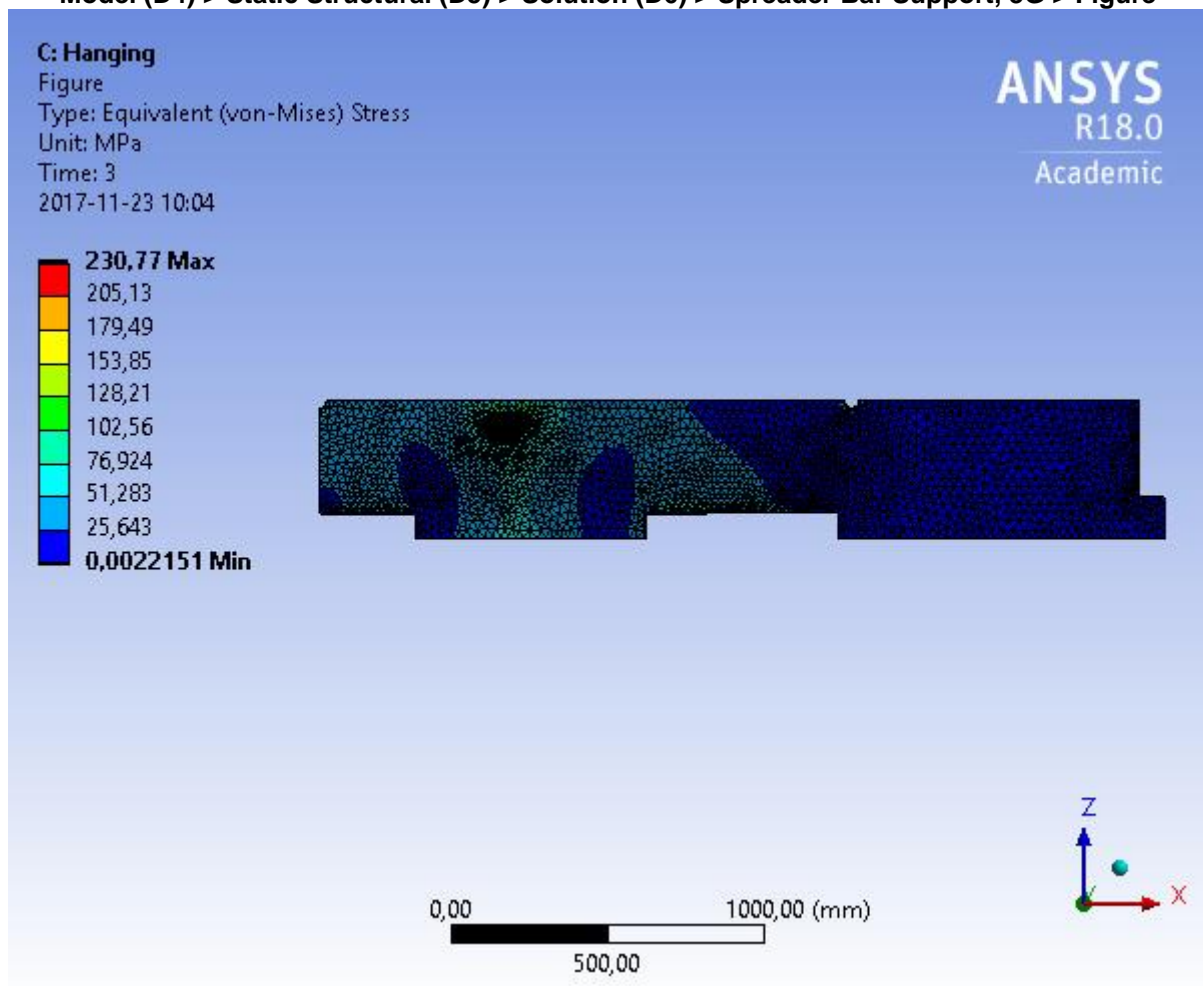 Model (D4) > Static Structural (D5) > Solution (D6) > Spreader Bar Support, 3G > Figure
C: Hanging
Figure
Type: Equivalent (von-Mises) Stress
Unit: MPa
Time: 3
2017-11-23 10:04
ANSYS
R18.0
Academic
230,77 Max
205,13
179,49
153,85
128,21
102,56
76,924
51,283
25,643
0,0022151 Min
Z
X
0,00
1000,00 (mm)
500,00